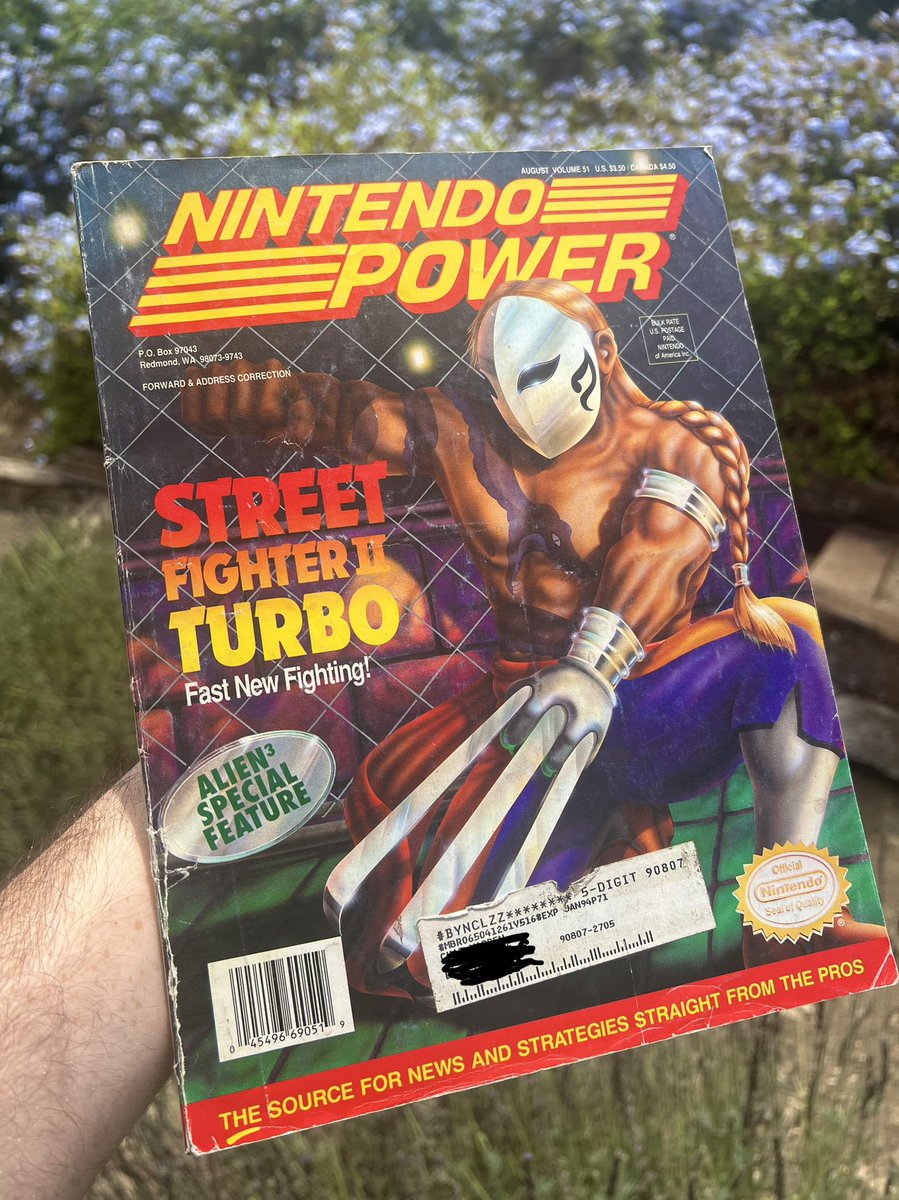 AUGUST VOLUME 51 U.S. $3.50 / CANADA $4.50
NINTENDO
POWER®
P.O. Box 97043
Redmond, WA 98073-9743
FORWARD & ADDRESS CORRECTION
BULK RATE
U.S. POSTAGE
PAID
NINTENDO
of America Inc.
STREET
FIGHTER II
TURBO
Fast New Fighting!
ALIEN³
SPECIAL
FEATURE
#BYNCLZZ******** 5-DIGIT 90807
#MBR065041261V516#EXP JAN94P71
90807-2705
Official
Nintendo®
Seal of Quality
®
0 45496 69051 9
THE SOURCE FOR NEWS AND STRATEGIES STRAIGHT FROM THE PROS